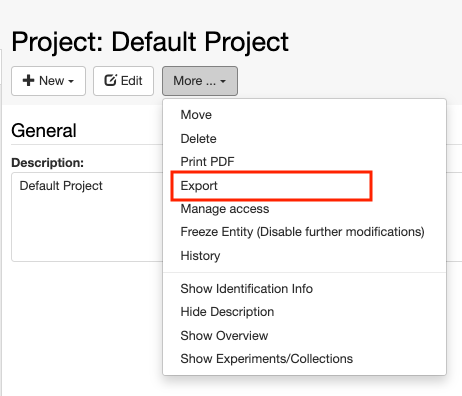 Project: Default Project
New
Edit
More ...
Move
Delete
Print PDF
Export
Manage access
Freeze Entity (Disable further modifications)
History
Show Identification Info
Hide Description
Show Overview
Show Experiments/Collections
General
Description:
Default Project